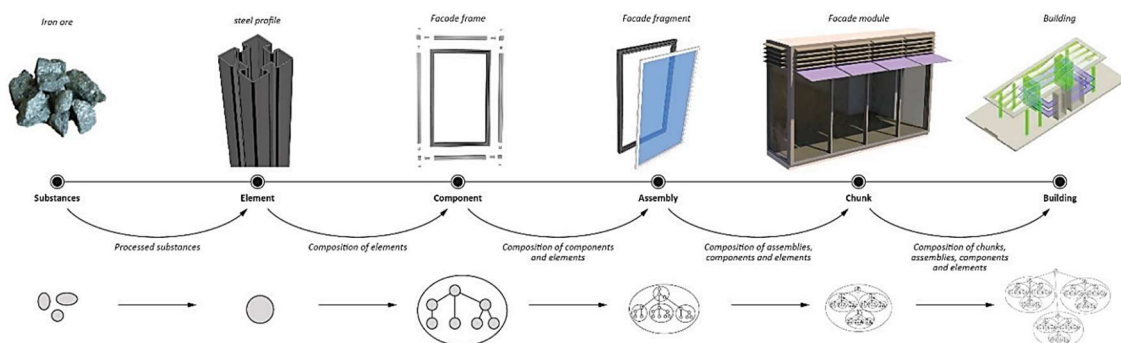 Iron ore
steel profile
Facade frame
Facade fragment
Facade module
Building
Substances
Element
Component
Assembly
Chunk
Building
Processed substances
Composition of elements
Composition of components
and elements
Composition of assemblies,
components and elements
Composition of chunks,
assemblies, components
and elements